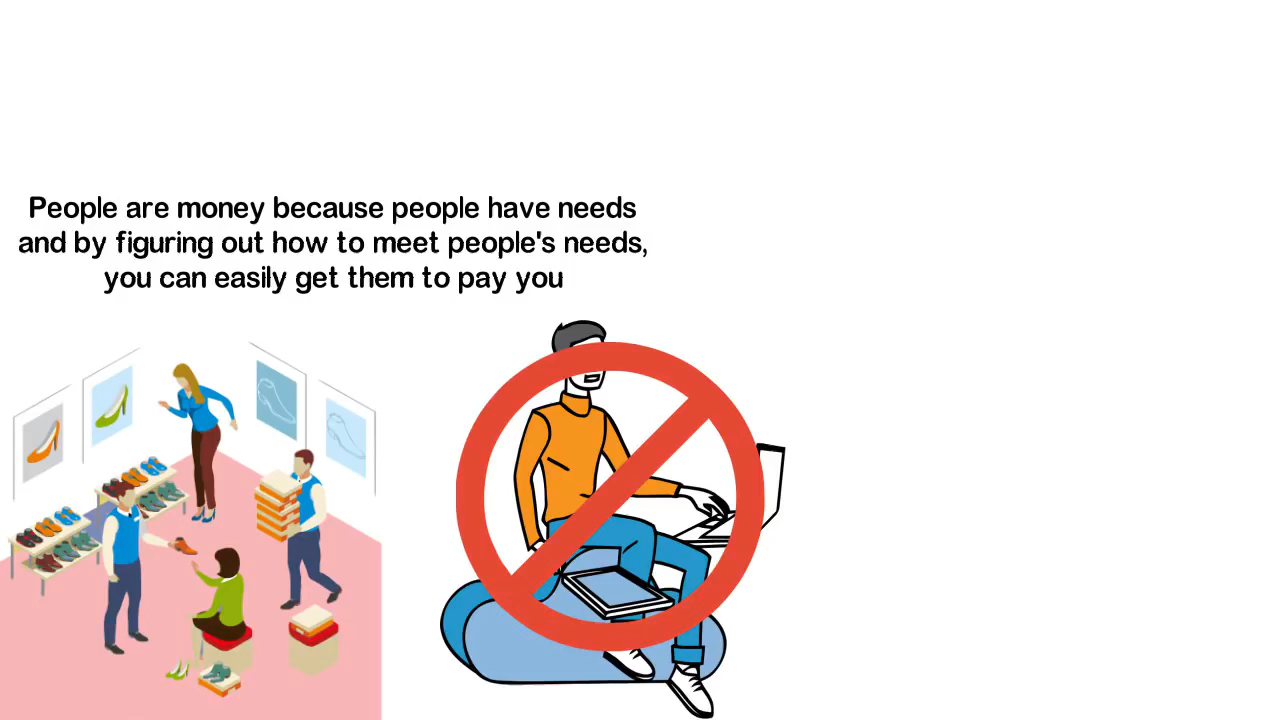 People are money because people have needs
and by figuring out how to meet people's needs,
you can easily get them to pay you